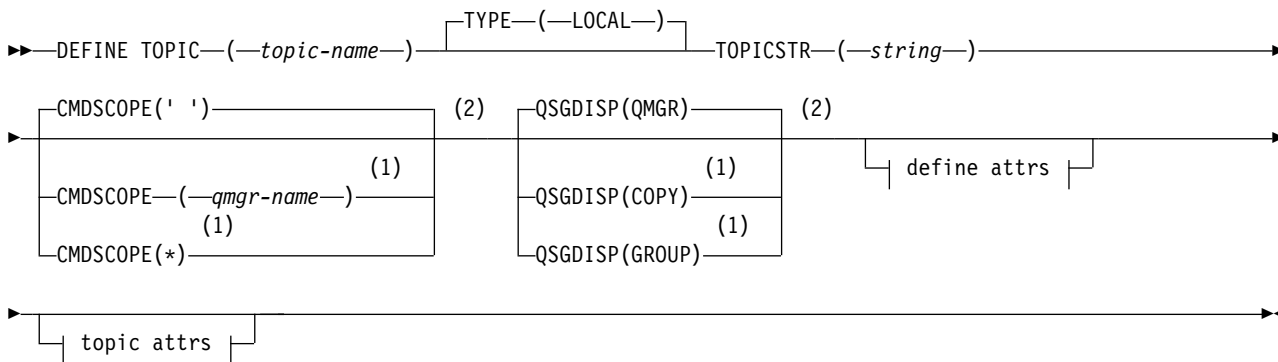 TYPE ( LOCAL )
DEFINE TOPIC ( topic-name ) TOPICSTR ( string )
CMDSCOPE(' ') (2) QSGDISP(QMGR) (2)
define attrs
(1) (1)
CMDSCOPE ( qmgr-name ) QSGDISP(COPY)
(1) (1)
CMDSCOPE(*) QSGDISP(GROUP)
topic attrs